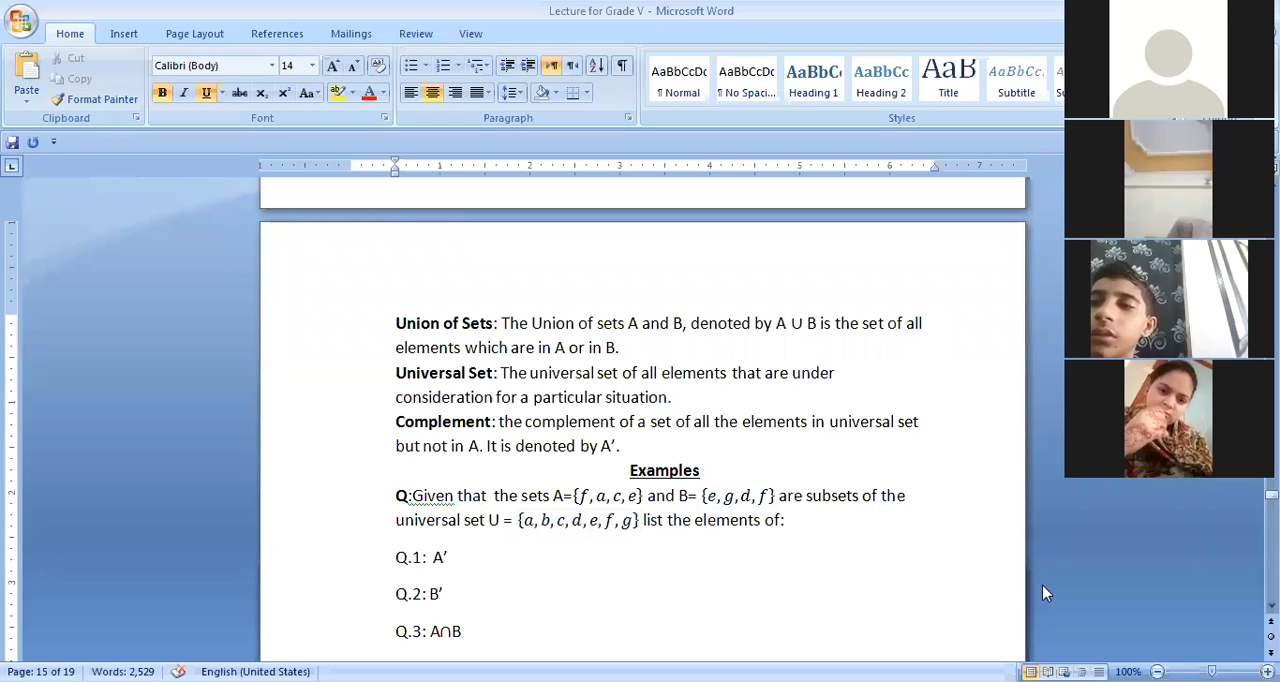 Lecture for Grade V - Microsoft Word
Home Insert Page Layout References Mailings Review View
Cut
Copy
Paste
Format Painter
Clipboard
Calibri (Body) 14
Font
Paragraph
AaBbCcDc AaBbCcDc AaBbC AaBbCc AaB AaBbCc.
¶ Normal ¶ No Spaci... Heading 1 Heading 2 Title Subtitle
Styles
Union of Sets: The Union of sets A and B, denoted by A ∪ B is the set of all
elements which are in A or in B.
Universal Set: The universal set of all elements that are under
consideration for a particular situation.
Complement: the complement of a set of all the elements in universal set
but not in A. It is denoted by A′.
Examples
Q:Given that the sets A={f, a, c, e} and B= {e, g, d, f} are subsets of the
universal set U = {a, b, c, d, e, f, g} list the elements of:
Q.1: A′
Q.2: B′
Q.3: A∩B
Page: 15 of 19 Words: 2,529 English (United States) 100%